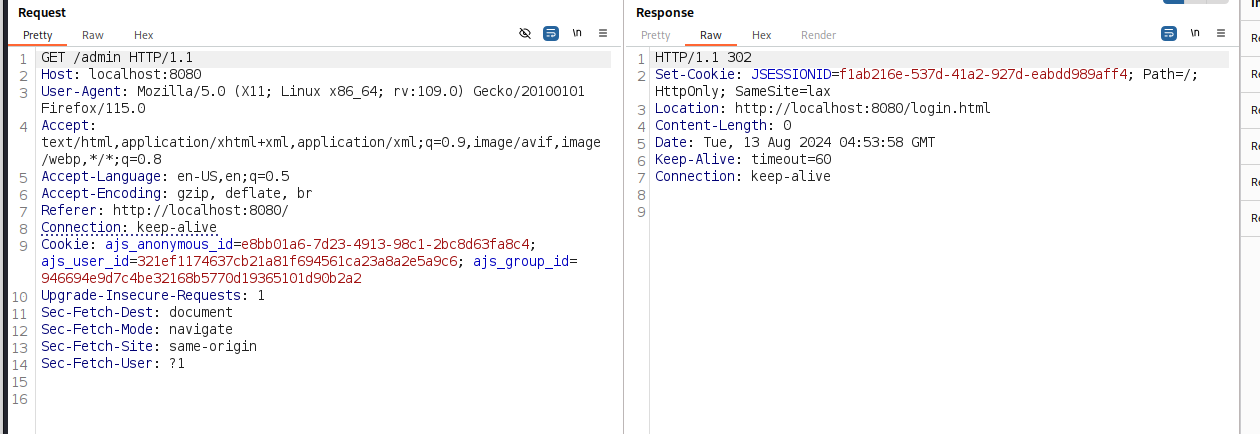 Request
Pretty Raw Hex
\n
1 GET /admin HTTP/1.1
2 Host: localhost:8080
3 User-Agent: Mozilla/5.0 (X11; Linux x86_64; rv:109.0) Gecko/20100101
Firefox/115.0
4 Accept:
text/html,application/xhtml+xml,application/xml;q=0.9,image/avif,image
/webp,*/*;q=0.8
5 Accept-Language: en-US,en;q=0.5
6 Accept-Encoding: gzip, deflate, br
7 Referer: http://localhost:8080/
8 Connection: keep-alive
9 Cookie: ajs_anonymous_id=e8bb01a6-7d23-4913-98c1-2bc8d63fa8c4;
ajs_user_id=321ef1174637cb21a81f694561ca23a8a2e5a9c6; ajs_group_id=
946694e9d7c4be32168b5770d19365101d90b2a2
10 Upgrade-Insecure-Requests: 1
11 Sec-Fetch-Dest: document
12 Sec-Fetch-Mode: navigate
13 Sec-Fetch-Site: same-origin
14 Sec-Fetch-User: ?1
15
16
Response
Pretty Raw Hex Render
\n
1 HTTP/1.1 302
2 Set-Cookie: JSESSIONID=f1ab216e-537d-41a2-927d-eabdd989aff4; Path=/;
HttpOnly; SameSite=lax
3 Location: http://localhost:8080/login.html
4 Content-Length: 0
5 Date: Tue, 13 Aug 2024 04:53:58 GMT
6 Keep-Alive: timeout=60
7 Connection: keep-alive
8
9